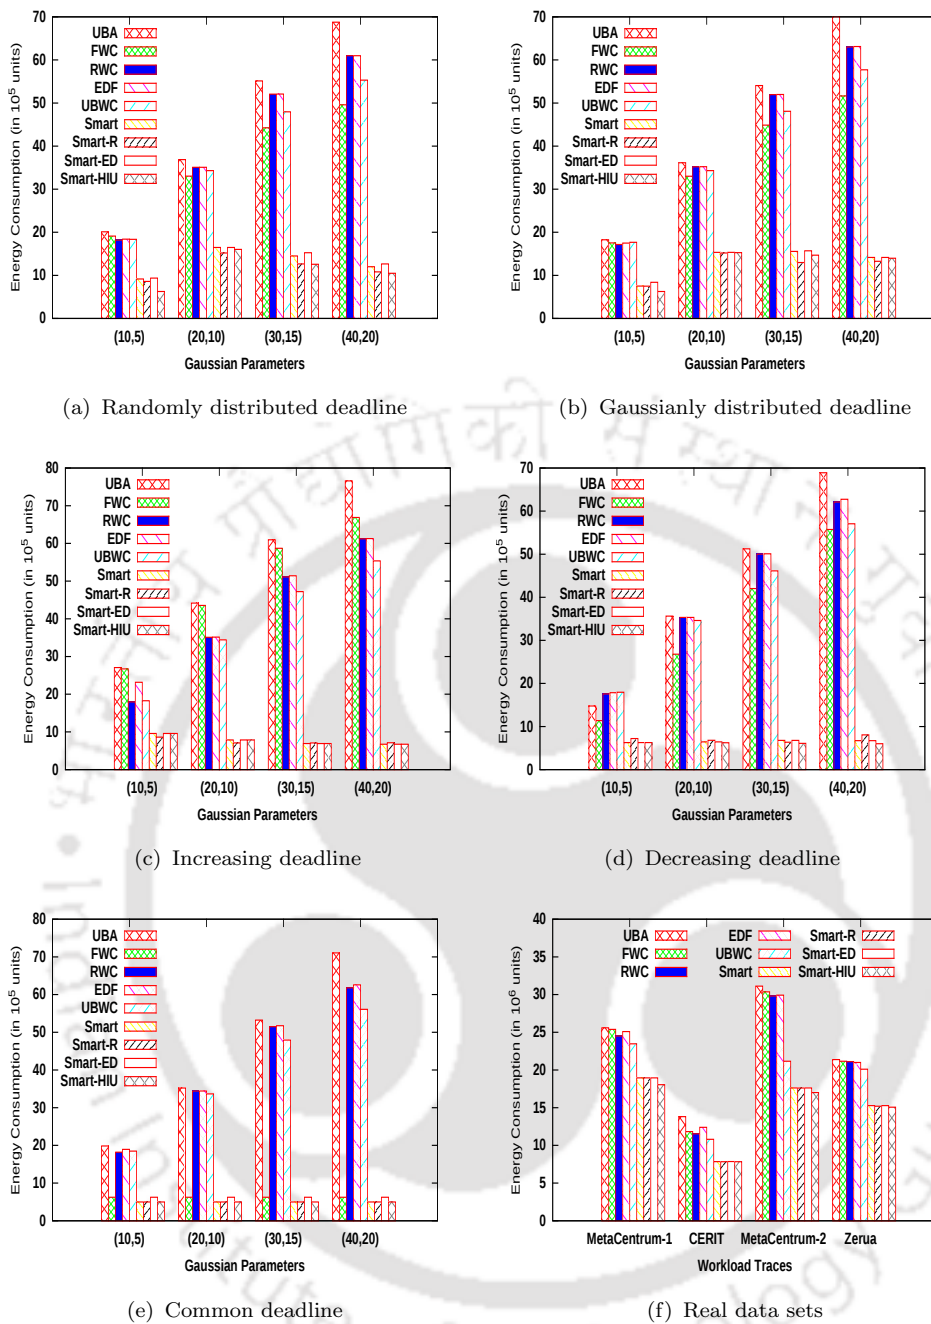 70
60
50
40
30
20
10
0
Energy Consumption (in 10^5 units)
UBA
FWC
RWC
EDF
UBWC
Smart
Smart-R
Smart-ED
Smart-HIU
(10,5) (20,10) (30,15) (40,20)
Gaussian Parameters
(a) Randomly distributed deadline
70
60
50
40
30
20
10
0
Energy Consumption (in 10^5 units)
UBA
FWC
RWC
EDF
UBWC
Smart
Smart-R
Smart-ED
Smart-HIU
(10,5) (20,10) (30,15) (40,20)
Gaussian Parameters
(b) Gaussianly distributed deadline
80
70
60
50
40
30
20
10
0
Energy Consumption (in 10^5 units)
UBA
FWC
RWC
EDF
UBWC
Smart
Smart-R
Smart-ED
Smart-HIU
(10,5) (20,10) (30,15) (40,20)
Gaussian Parameters
(c) Increasing deadline
70
60
50
40
30
20
10
0
Energy Consumption (in 10^5 units)
UBA
FWC
RWC
EDF
UBWC
Smart
Smart-R
Smart-ED
Smart-HIU
(10,5) (20,10) (30,15) (40,20)
Gaussian Parameters
(d) Decreasing deadline
80
70
60
50
40
30
20
10
0
Energy Consumption (in 10^5 units)
UBA
FWC
RWC
EDF
UBWC
Smart
Smart-R
Smart-ED
Smart-HIU
(10,5) (20,10) (30,15) (40,20)
Gaussian Parameters
(e) Common deadline
40
35
30
25
20
15
10
5
0
Energy Consumption (in 10^6 units)
UBA EDF Smart-R
FWC UBWC Smart-ED
RWC Smart Smart-HIU
MetaCentrum-1 CERIT MetaCentrum-2 Zerua
Workload Traces
(f) Real data sets